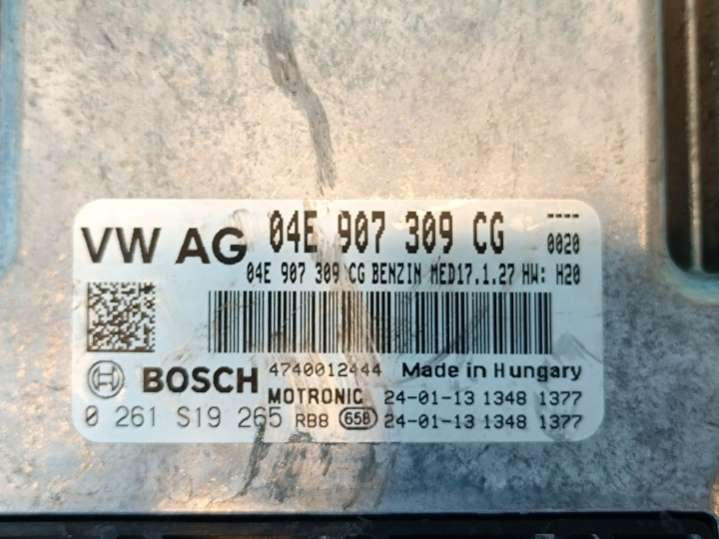 VW AG 04E 907 309 CG ----
0020
04E 907 309 CG BENZIN MED17.1.27 HW: H20
4740012444 Made in Hungary
BOSCH MOTRONIC 24-01-13 1348 1377
0 261 S19 265 RB8 658 24-01-13 1348 1377